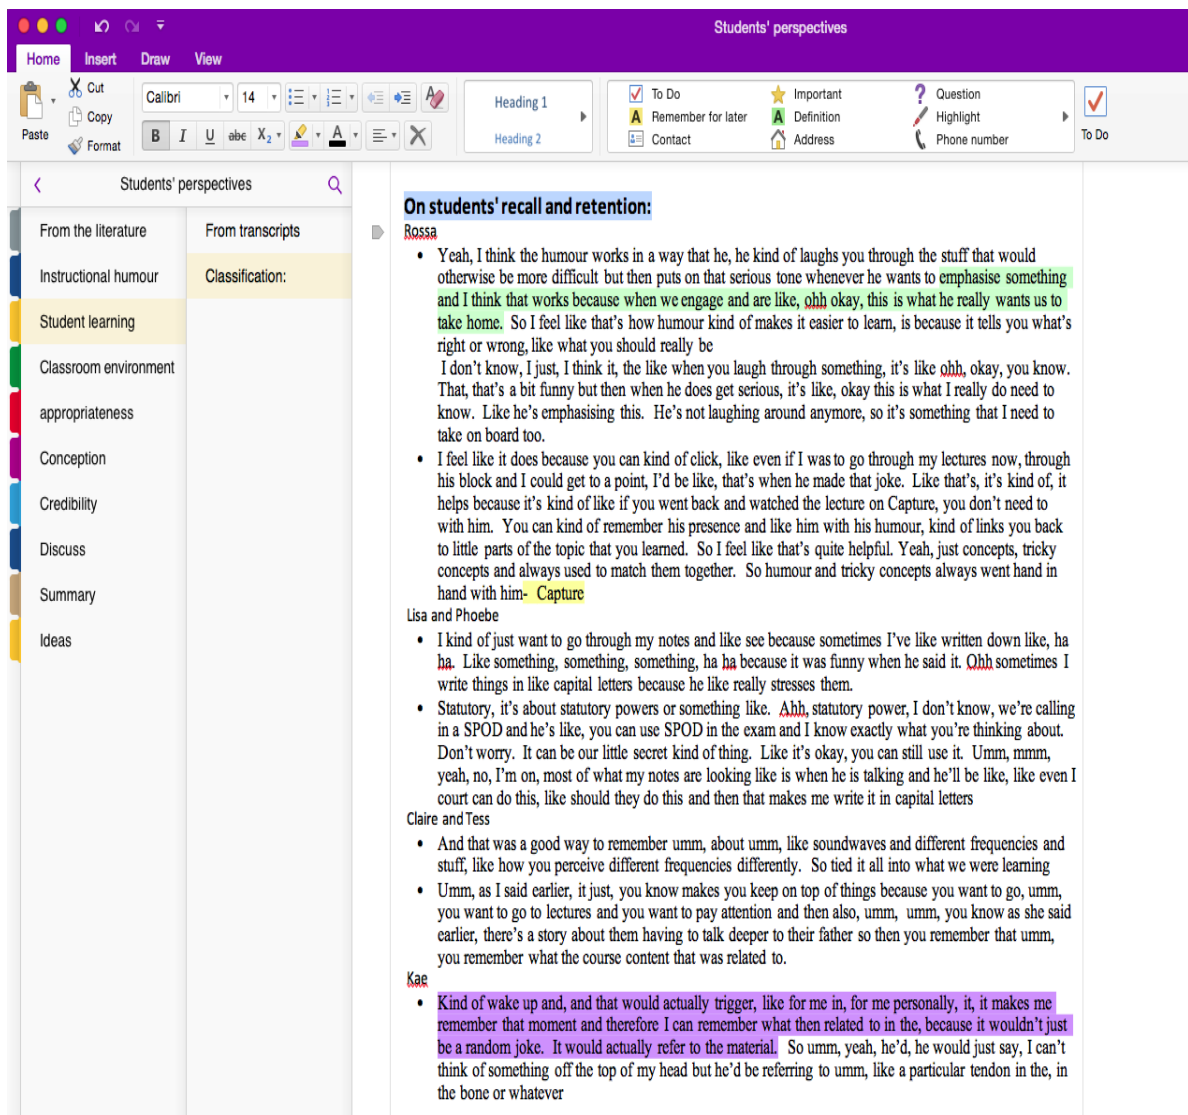 Students' perspectives
Home Insert Draw View
Paste
Cut
Copy
Format
Calibri 14
B I U abc X₂ A
Heading 1
Heading 2
To Do
Remember for later
Contact
Important
Definition
Address
Question
Highlight
Phone number
To Do
Students' perspectives
From the literature
Instructional humour
Student learning
Classroom environment
appropriateness
Conception
Credibility
Discuss
Summary
Ideas
From transcripts
Classification:
On students' recall and retention:
Rossa
• Yeah, I think the humour works in a way that he, he kind of laughs you through the stuff that would
otherwise be more difficult but then puts on that serious tone whenever he wants to emphasise something
and I think that works because when we engage and are like, ohh okay, this is what he really wants us to
take home. So I feel like that's how humour kind of makes it easier to learn, is because it tells you what's
right or wrong, like what you should really be
I don't know, I just, I think it, the like when you laugh through something, it's like ohh, okay, you know.
That, that's a bit funny but then when he does get serious, it's like, okay this is what I really do need to
know. Like he's emphasising this. He's not laughing around anymore, so it's something that I need to
take on board too.
• I feel like it does because you can kind of click, like even if I was to go through my lectures now, through
his block and I could get to a point, I'd be like, that's when he made that joke. Like that's, it's kind of, it
helps because it's kind of like if you went back and watched the lecture on Capture, you don't need to
with him. You can kind of remember his presence and like him with his humour, kind of links you back
to little parts of the topic that you learned. So I feel like that's quite helpful. Yeah, just concepts, tricky
concepts and always used to match them together. So humour and tricky concepts always went hand in
hand with him- Capture
Lisa and Phoebe
• I kind of just want to go through my notes and like see because sometimes I've like written down like, ha
ha. Like something, something, something, ha ha because it was funny when he said it. Ohh sometimes I
write things in like capital letters because he like really stresses them.
• Statutory, it's about statutory powers or something like. Ahh, statutory power, I don't know, we're calling
in a SPOD and he's like, you can use SPOD in the exam and I know exactly what you're thinking about.
Don't worry. It can be our little secret kind of thing. Like it's okay, you can still use it. Umm, mmm,
yeah, no, I'm on, most of what my notes are looking like is when he is talking and he'll be like, like even I
court can do this, like should they do this and then that makes me write it in capital letters
Claire and Tess
• And that was a good way to remember umm, about umm, like soundwaves and different frequencies and
stuff, like how you perceive different frequencies differently. So tied it all into what we were learning
• Umm, as I said earlier, it just, you know makes you keep on top of things because you want to go, umm,
you want to go to lectures and you want to pay attention and then also, umm, umm, you know as she said
earlier, there's a story about them having to talk deeper to their father so then you remember that umm,
you remember what the course content that was related to.
Kae
• Kind of wake up and, and that would actually trigger, like for me in, for me personally, it, it makes me
remember that moment and therefore I can remember what then related to in the, because it wouldn't just
be a random joke. It would actually refer to the material. So umm, yeah, he'd, he would just say, I can't
think of something off the top of my head but he'd be referring to umm, like a particular tendon in the, in
the bone or whatever